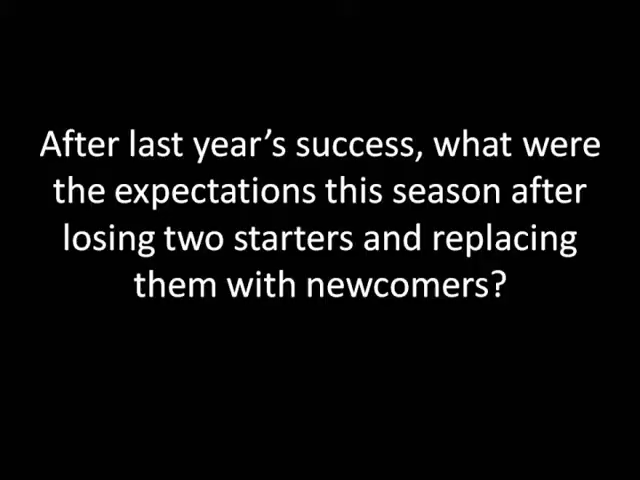 After last year’s success, what were
the expectations this season after
losing two starters and replacing
them with newcomers?